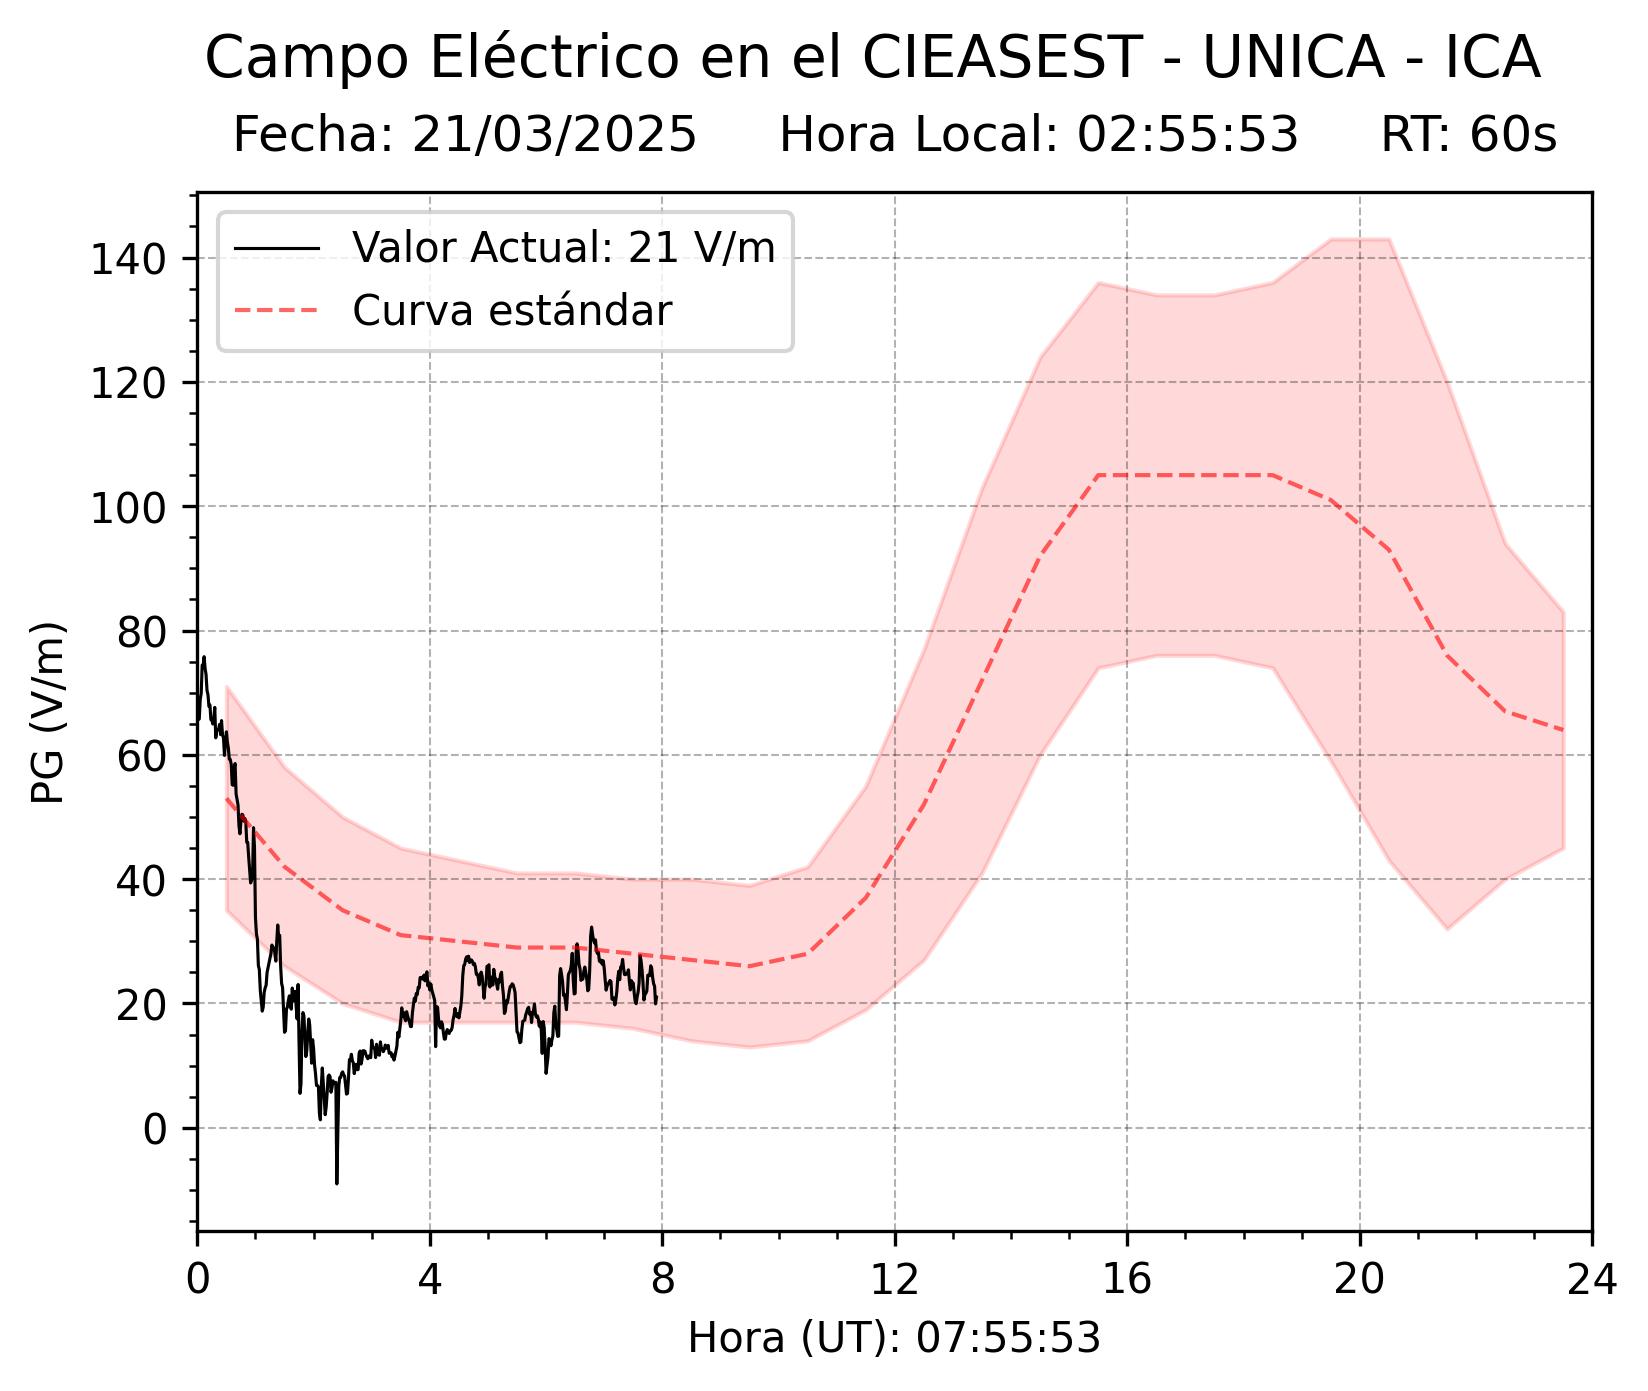 Campo Eléctrico en el CIEASEST - UNICA - ICA
Fecha: 21/03/2025 Hora Local: 02:55:53 RT: 60s
Valor Actual: 21 V/m
Curva estándar
PG (V/m)
140
120
100
80
60
40
20
0
0 4 8 12 16 20 24
Hora (UT): 07:55:53